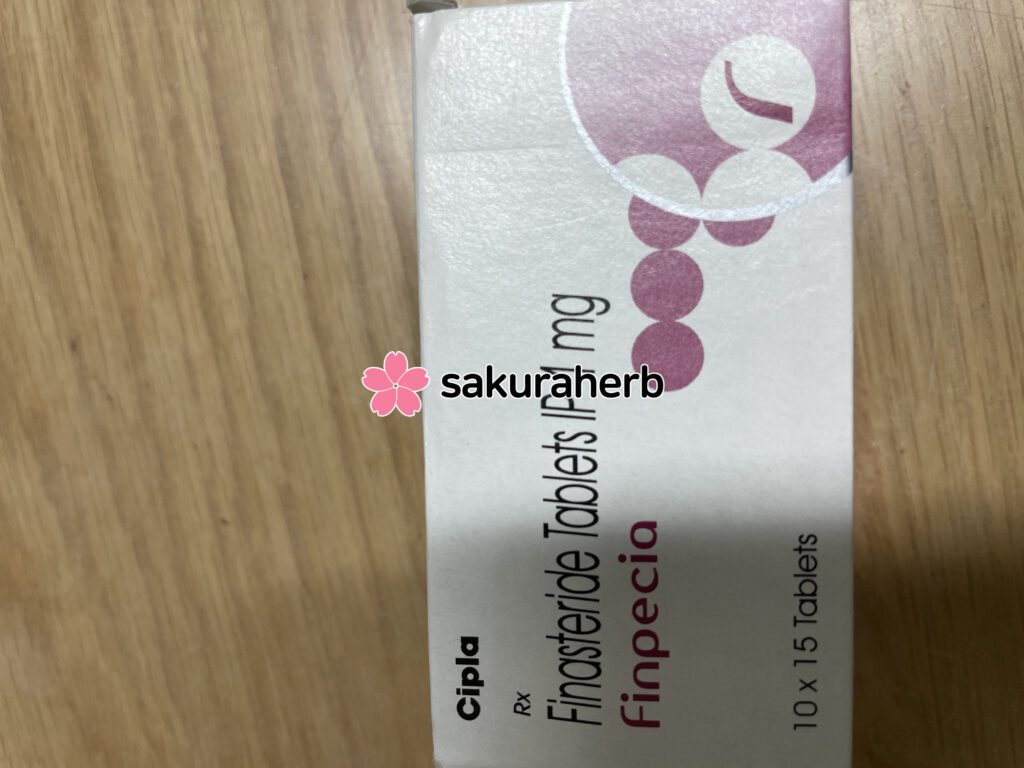 Cipla
Rx
Finasteride Tablets IP 1 mg
Finpecia
10 x 15 Tablets
sakuraherb